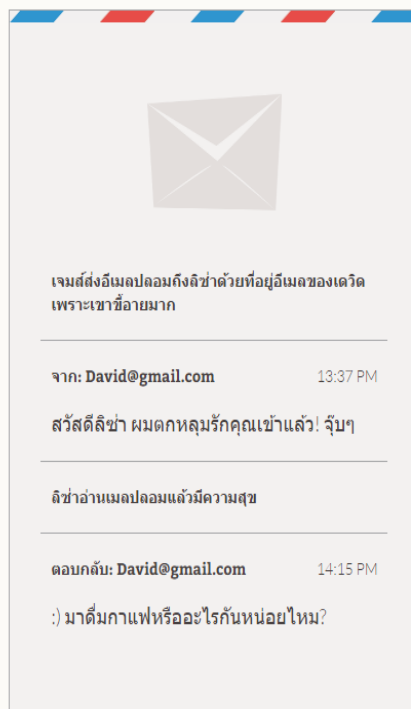 เจมส์ส่งอีเมลปลอมถึงลิซ่าด้วยที่อยู่อีเมลของเดวิด
เพราะเขาขี้อายมาก
จาก: David@gmail.com 13:37 PM
สวัสดีลิซ่า ผมตกหลุมรักคุณเข้าแล้ว! จุ๊บๆ
ลิซ่าอ่านเมลปลอมแล้วมีความสุข
ตอบกลับ: David@gmail.com 14:15 PM
:) มาดื่มกาแฟหรืออะไรกันหน่อยไหม?